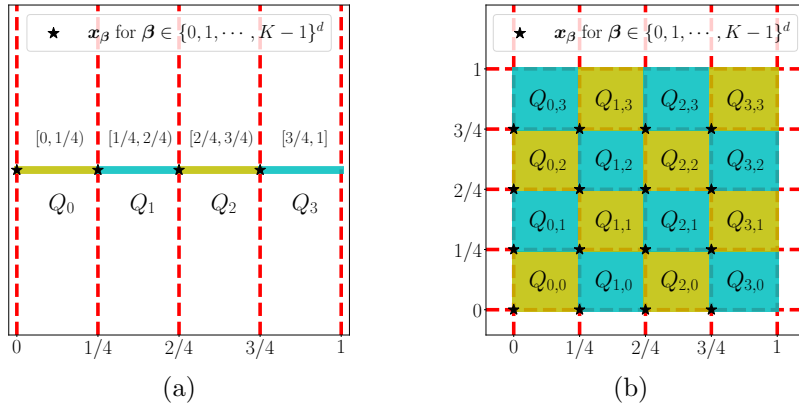 ★ 𝒙_𝜷 for 𝜷 ∈ {0, 1, ⋯ , K − 1}^d
[0, 1/4) [1/4, 2/4) [2/4, 3/4) [3/4, 1]
Q_0 Q_1 Q_2 Q_3
0 1/4 2/4 3/4 1
(a)
★ 𝒙_𝜷 for 𝜷 ∈ {0, 1, ⋯ , K − 1}^d
1
Q_{0,3} Q_{1,3} Q_{2,3} Q_{3,3}
3/4
Q_{0,2} Q_{1,2} Q_{2,2} Q_{3,2}
2/4
Q_{0,1} Q_{1,1} Q_{2,1} Q_{3,1}
1/4
Q_{0,0} Q_{1,0} Q_{2,0} Q_{3,0}
0
0 1/4 2/4 3/4 1
(b)